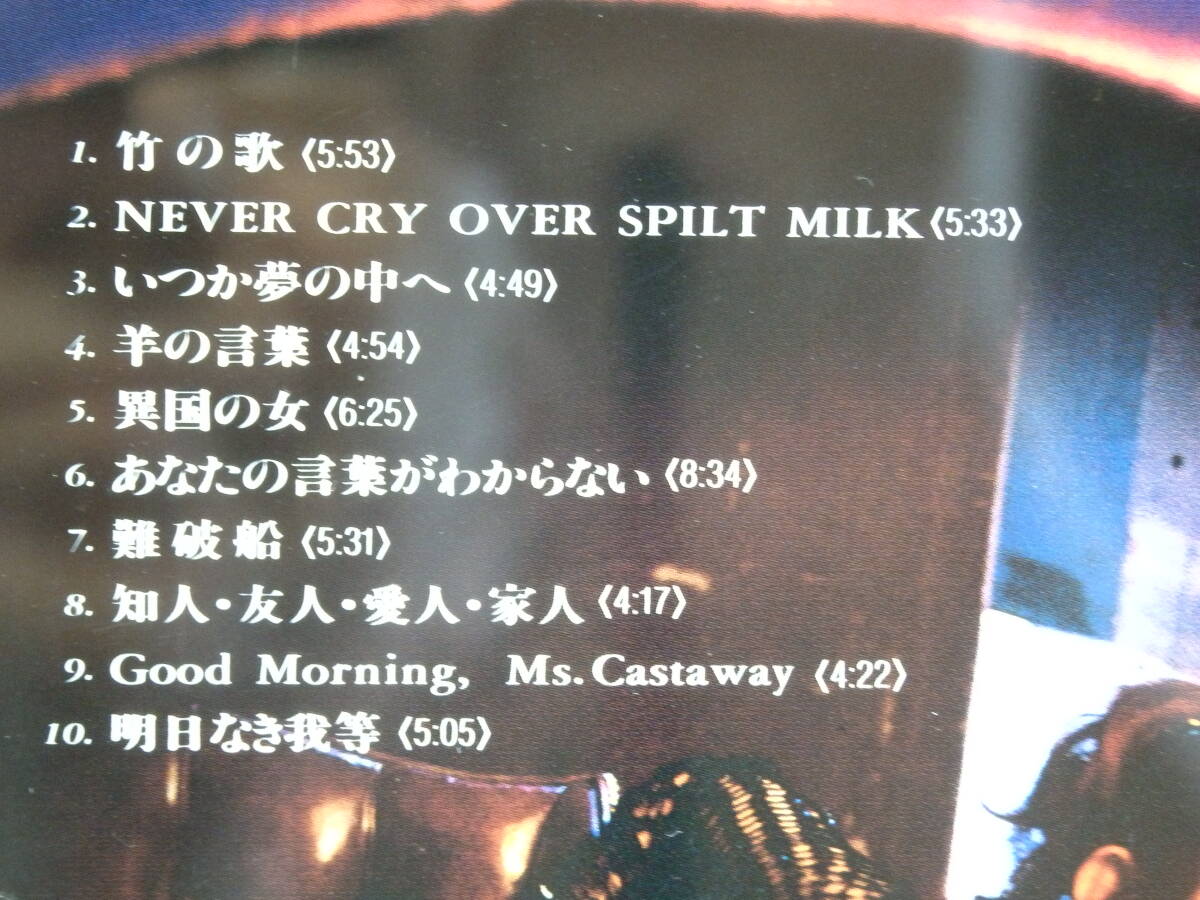 1. 竹の歌〈5:53〉
2. NEVER CRY OVER SPILT MILK〈5:33〉
3. いつか夢の中へ〈4:49〉
4. 羊の言葉〈4:54〉
5. 異国の女〈6:25〉
6. あなたの言葉がわからない〈8:34〉
7. 難破船〈5:31〉
8. 知人・友人・愛人・家人〈4:17〉
9. Good Morning, Ms. Castaway〈4:22〉
10. 明日なき我等〈5:05〉